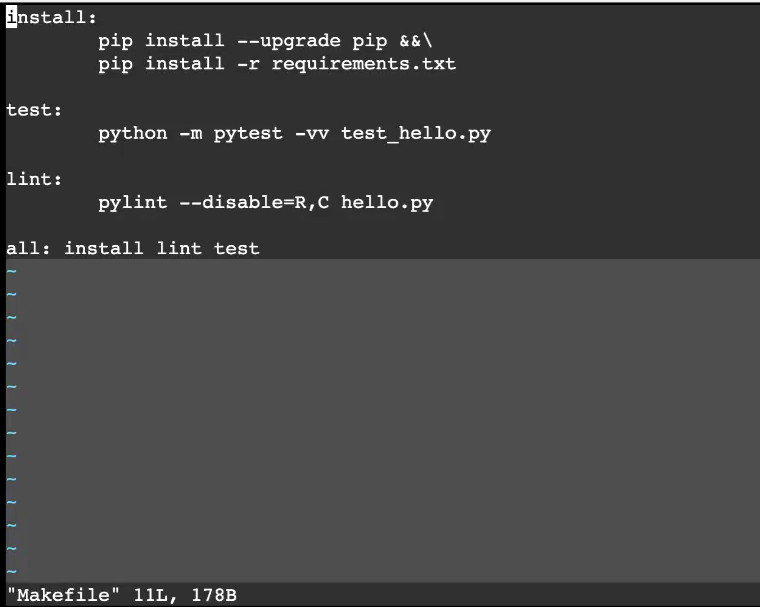 install:
        pip install --upgrade pip &&\
        pip install -r requirements.txt

test:
        python -m pytest -vv test_hello.py

lint:
        pylint --disable=R,C hello.py

all: install lint test
~
~
~
~
~
~
~
~
~
~
~
~
~
~
"Makefile" 11L, 178B